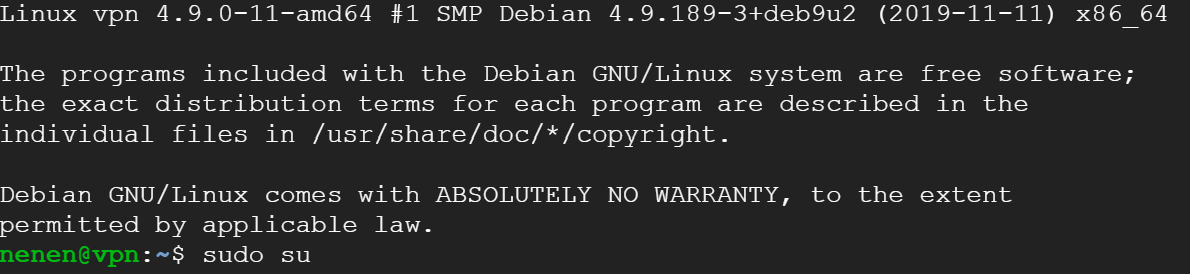 Linux vpn 4.9.0-11-amd64 #1 SMP Debian 4.9.189-3+deb9u2 (2019-11-11) x86_64
The programs included with the Debian GNU/Linux system are free software;
the exact distribution terms for each program are described in the
individual files in /usr/share/doc/*/copyright.
Debian GNU/Linux comes with ABSOLUTELY NO WARRANTY, to the extent
permitted by applicable law.
nenen@vpn:~$ sudo su